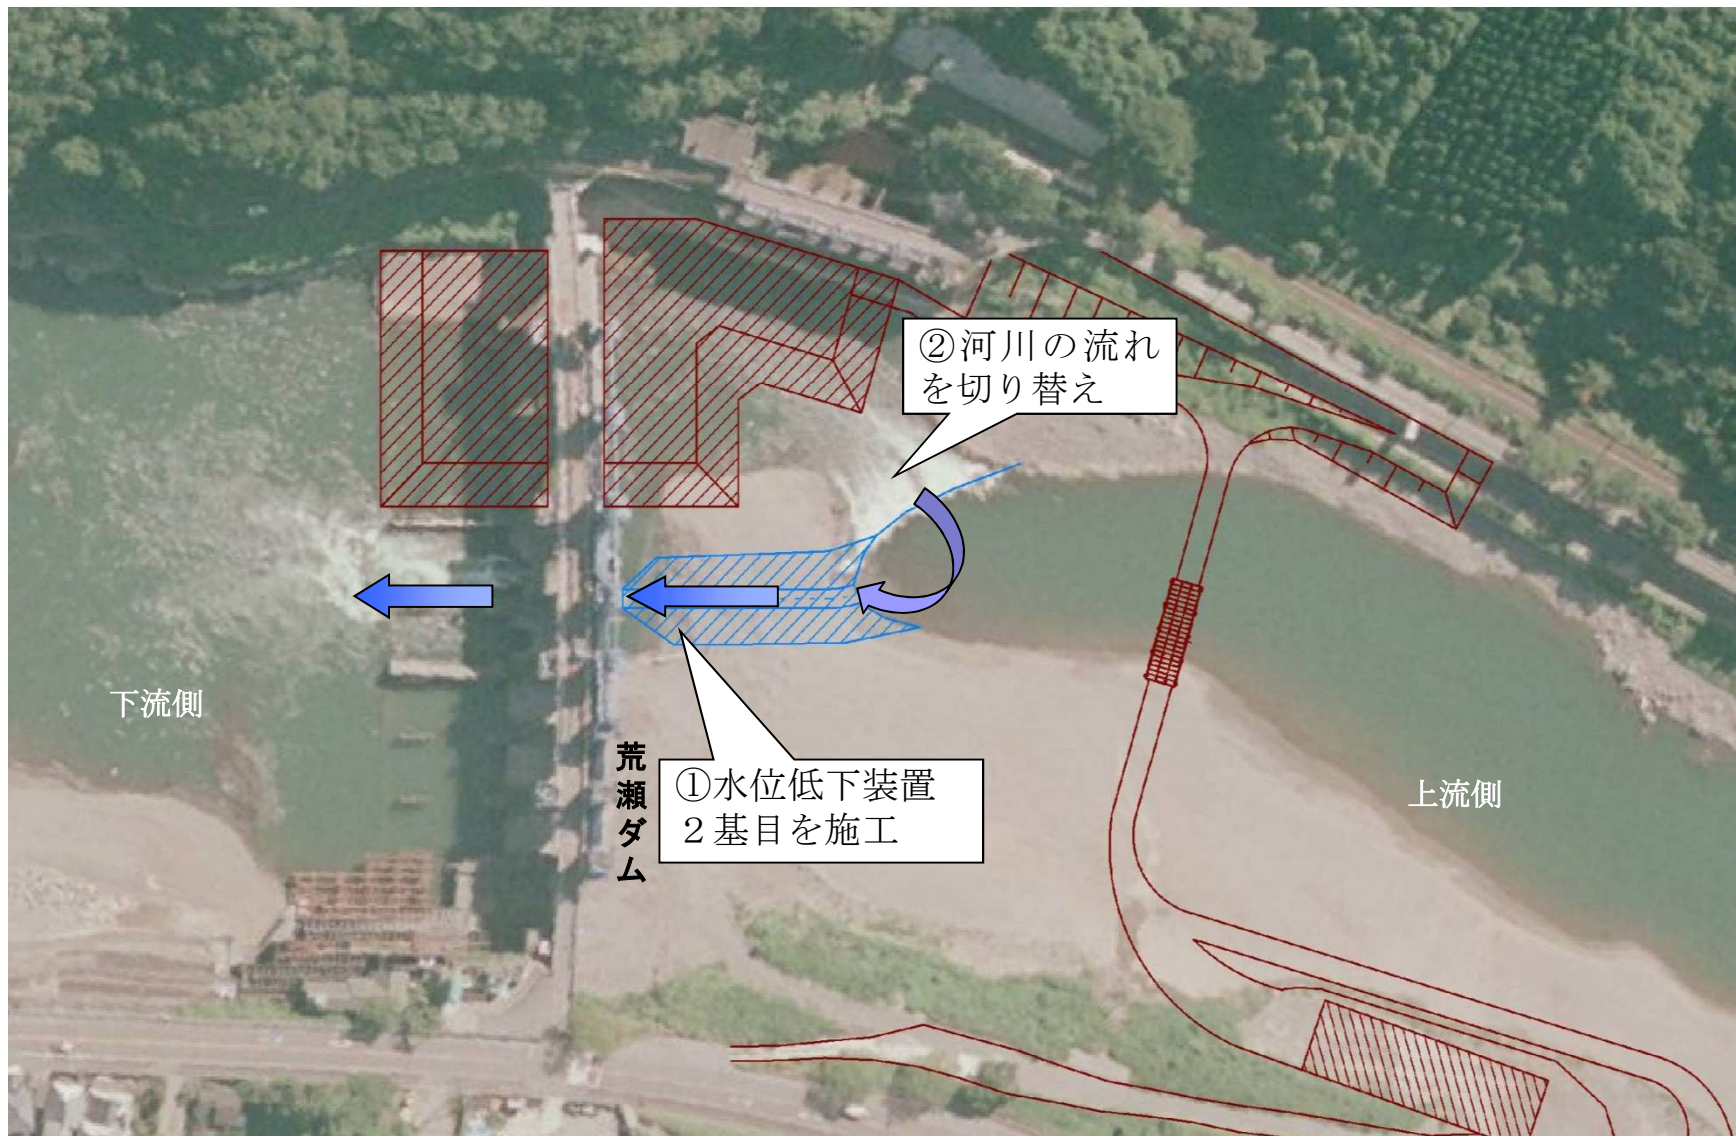 ②河川の流れ
を切り替え
下流側
荒瀬ダム
①水位低下装置
２基目を施工
上流側